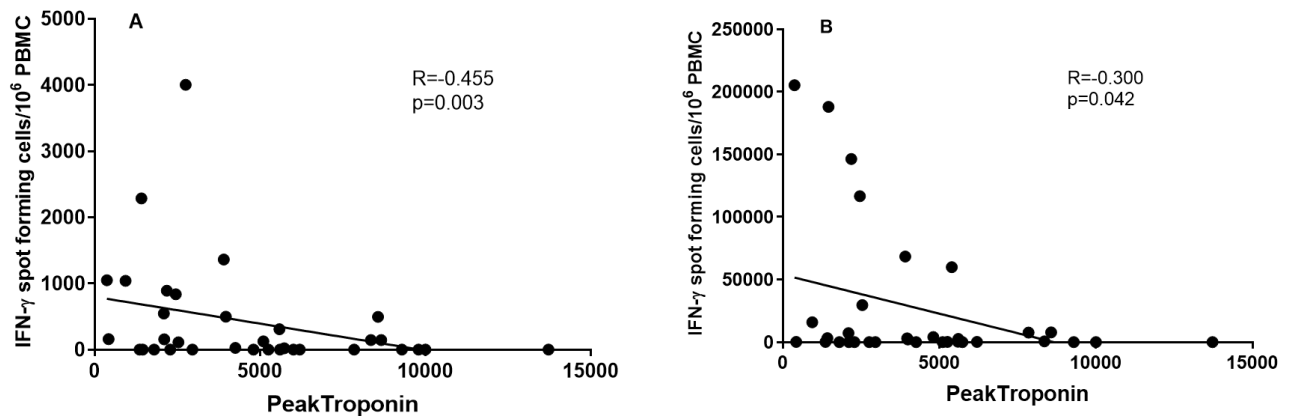 A
R=-0.455
p=0.003
IFN-γ spot forming cells/10⁶ PBMC
5000
4000
3000
2000
1000
0
0 5000 10000 15000
PeakTroponin
B
R=-0.300
p=0.042
IFN-γ spot forming cells/10⁶ PBMC
250000
200000
150000
100000
50000
0
0 5000 10000 15000
PeakTroponin